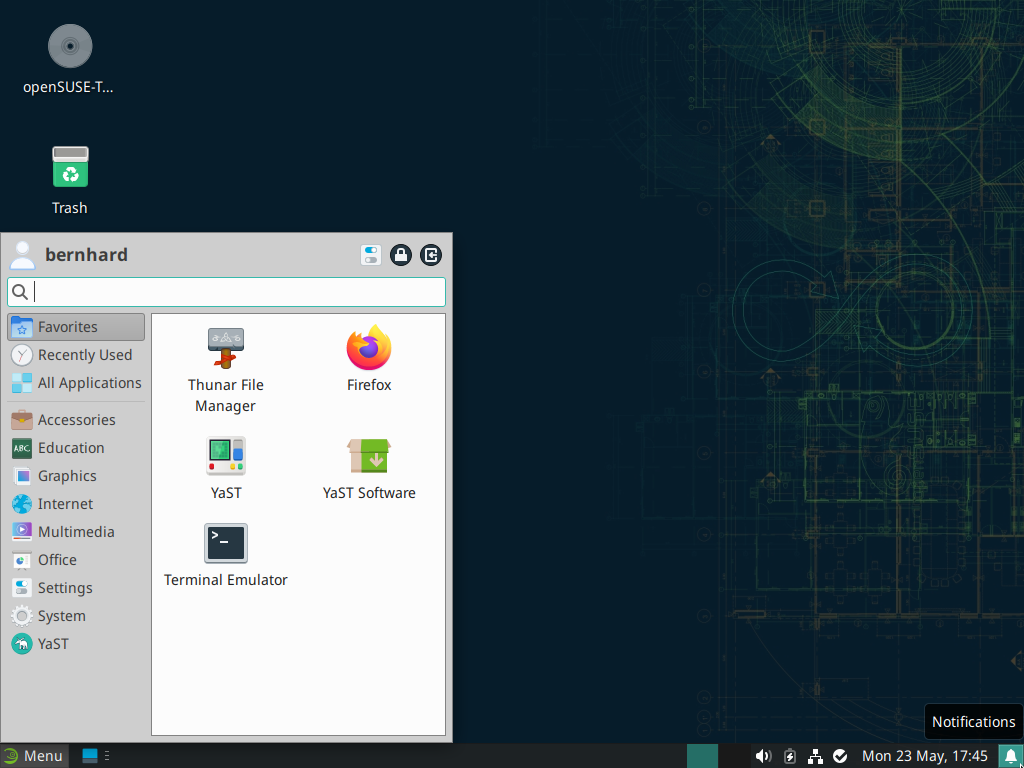 openSUSE-T...
Trash
bernhard
Favorites
Recently Used
All Applications
Accessories
Education
Graphics
Internet
Multimedia
Office
Settings
System
YaST
Thunar File
Manager
Firefox
YaST
YaST Software
Terminal Emulator
ABC
>_
Notifications
Menu
Mon 23 May, 17:45